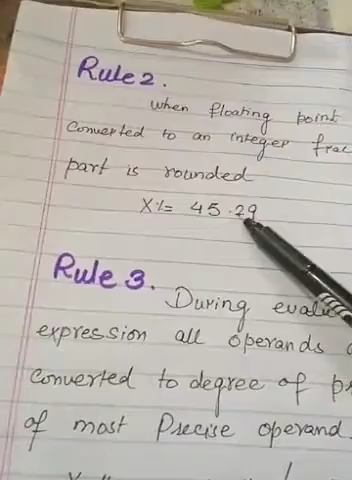 Rule 2.
when floating point
converted to an integer frac
part is rounded
X%= 45.29
Rule 3.
During evalu
expression all operands
converted to degree of p
of most Precise operand